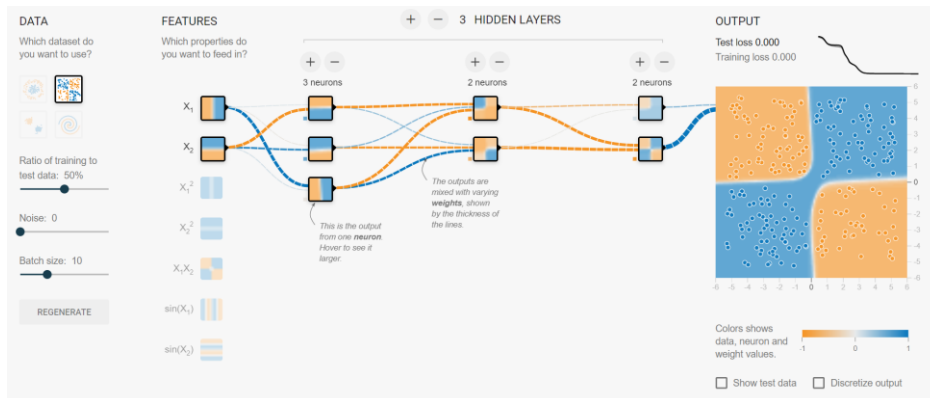 DATA
Which dataset do
you want to use?
Ratio of training to
test data: 50%
Noise: 0
Batch size: 10
REGENERATE
FEATURES
Which properties do
you want to feed in?
X1
X2
X1²
X2²
X1X2
sin(X1)
sin(X2)
+ − 3 HIDDEN LAYERS
+ −
3 neurons
+ −
2 neurons
+ −
2 neurons
This is the output
from one neuron.
Hover to see it
larger.
The outputs are
mixed with varying
weights, shown
by the thickness of
the lines.
OUTPUT
Test loss 0.000
Training loss 0.000
6
5
4
3
2
1
0
-1
-2
-3
-4
-5
-6
-6 -5 -4 -3 -2 -1 0 1 2 3 4 5 6
Colors shows
data, neuron and
weight values.
-1 0 1
Show test data Discretize output